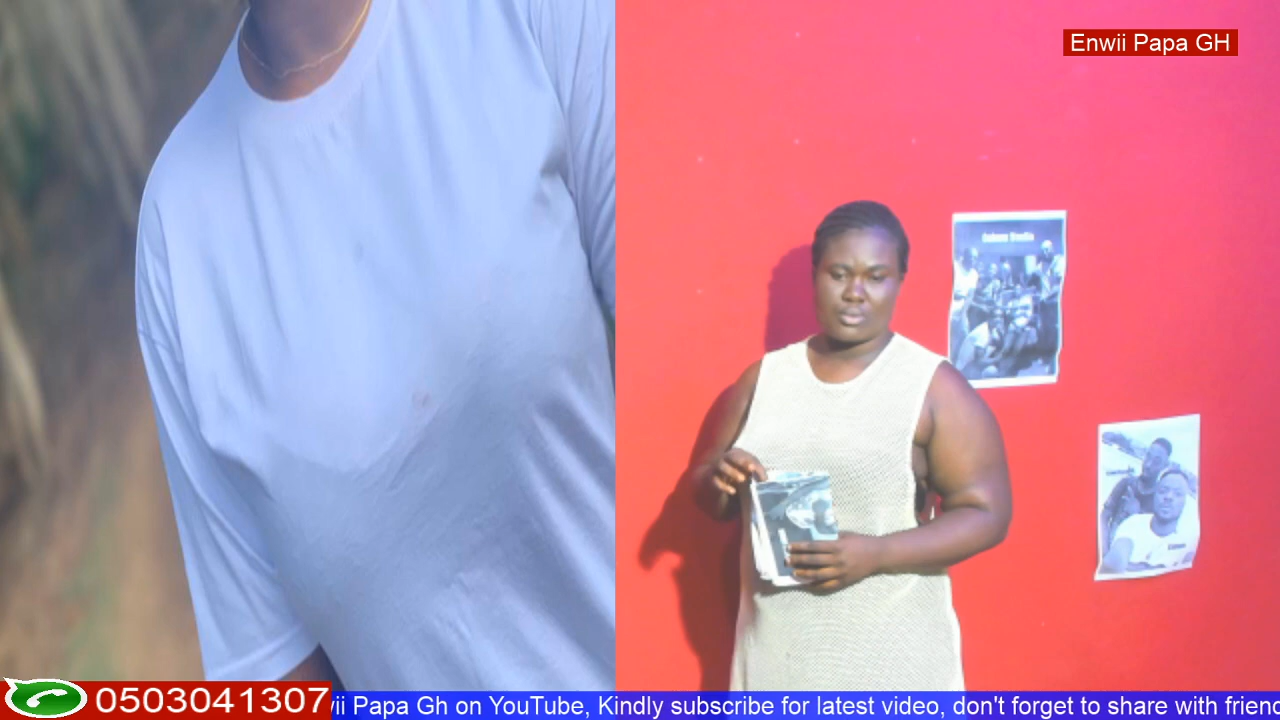 Enwii Papa GH
0503041307
ii Papa Gh on YouTube, Kindly subscribe for latest video, don't forget to share with friend